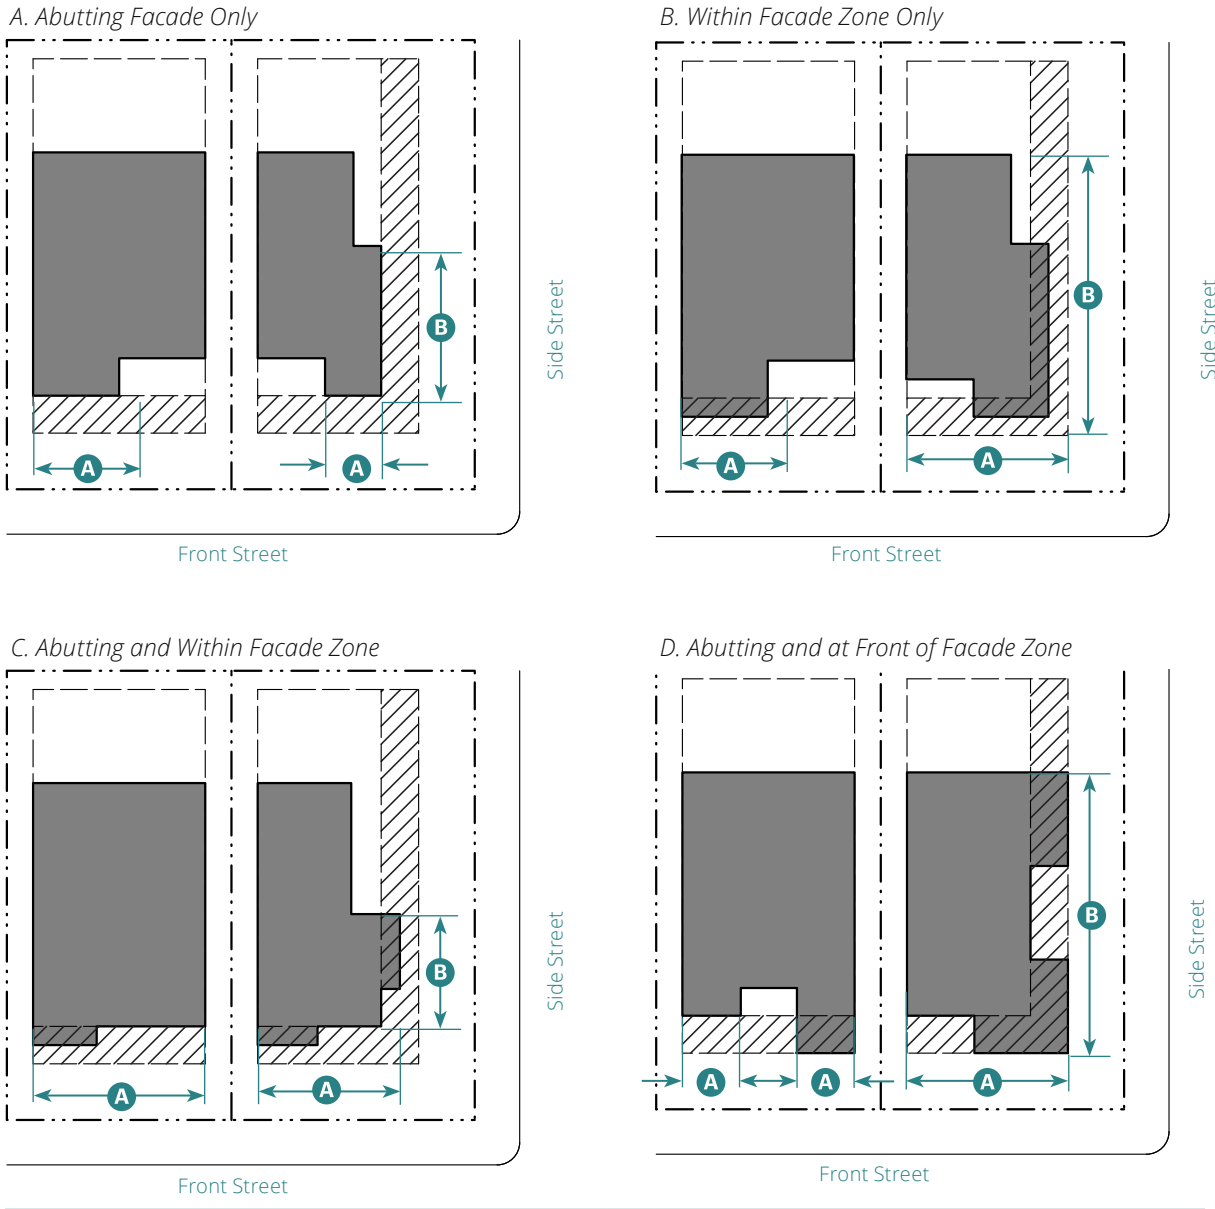 A. Abutting Facade Only
B. Within Facade Zone Only
B
B
Side Street
Side Street
A
A
A
A
Front Street
Front Street
C. Abutting and Within Facade Zone
D. Abutting and at Front of Facade Zone
B
B
Side Street
Side Street
A
A
A
A
A
Front Street
Front Street